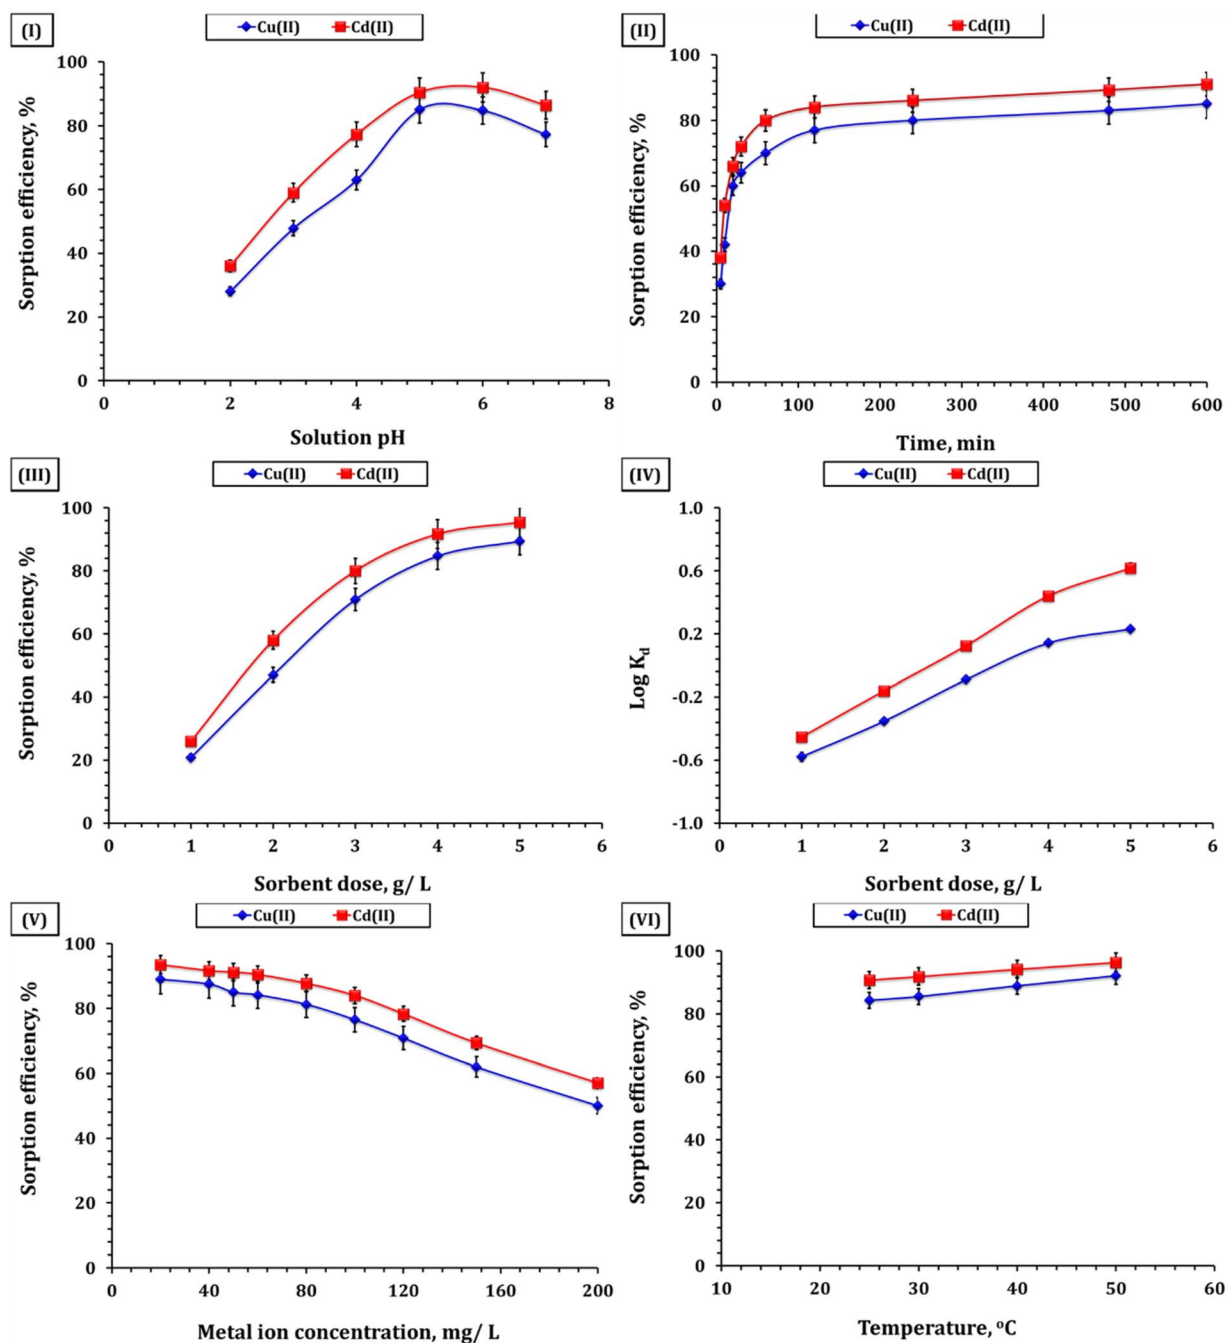 (I)
Cu(II) Cd(II)
Sorption efficiency, %
100
80
60
40
20
0
0 2 4 6 8
Solution pH
(II)
Cu(II) Cd(II)
Sorption efficiency, %
100
80
60
40
20
0
0 100 200 300 400 500 600
Time, min
(III)
Cu(II) Cd(II)
Sorption efficiency, %
100
80
60
40
20
0
0 1 2 3 4 5 6
Sorbent dose, g/ L
(IV)
Cu(II) Cd(II)
Log Kd
1.0
0.6
0.2
-0.2
-0.6
-1.0
0 1 2 3 4 5 6
Sorbent dose, g/ L
(V)
Cu(II) Cd(II)
Sorption efficiency, %
100
80
60
40
20
0
0 40 80 120 160 200
Metal ion concentration, mg/ L
(VI)
Cu(II) Cd(II)
Sorption efficiency, %
100
80
60
40
20
0
10 20 30 40 50 60
Temperature, °C